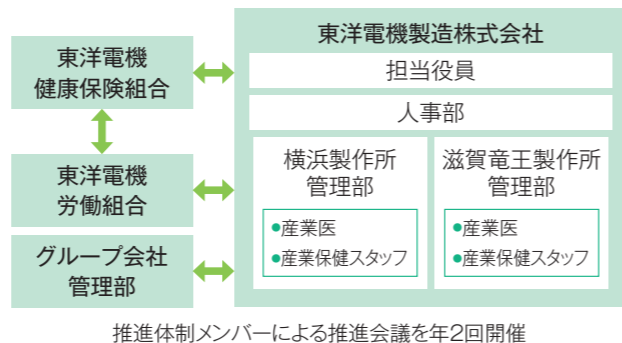 東洋電機
健康保険組合
東洋電機
労働組合
グループ会社
管理部
東洋電機製造株式会社
担当役員
人事部
横浜製作所
管理部
●産業医
●産業保健スタッフ
滋賀竜王製作所
管理部
●産業医
●産業保健スタッフ
推進体制メンバーによる推進会議を年2回開催